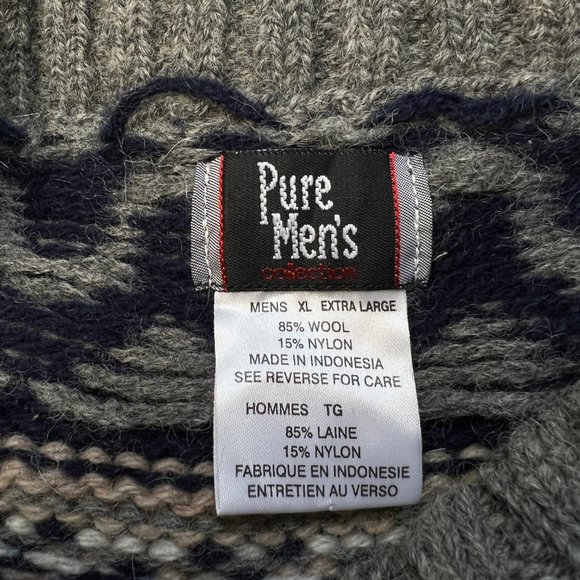 Pure
Men's
collection
MENS XL EXTRA LARGE
85% WOOL
15% NYLON
MADE IN INDONESIA
SEE REVERSE FOR CARE
HOMMES TG
85% LAINE
15% NYLON
FABRIQUE EN INDONESIE
ENTRETIEN AU VERSO